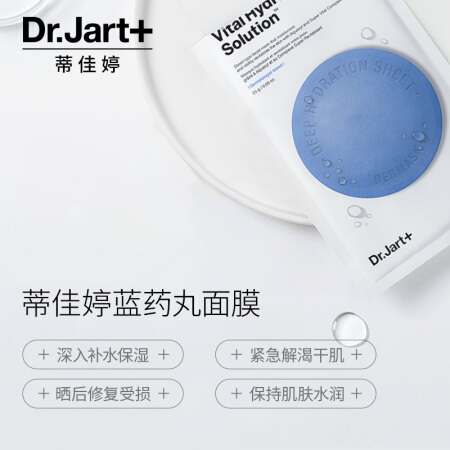 Dr.Jart+
蒂佳婷
Vital Hydra
Solution™
DEEP HYDRATION SHEET
DERMASK
Dr.Jart+
蒂佳婷蓝药丸面膜
+ 深入补水保湿 +
+ 紧急解渴干肌 +
+ 晒后修复受损 +
+ 保持肌肤水润 +